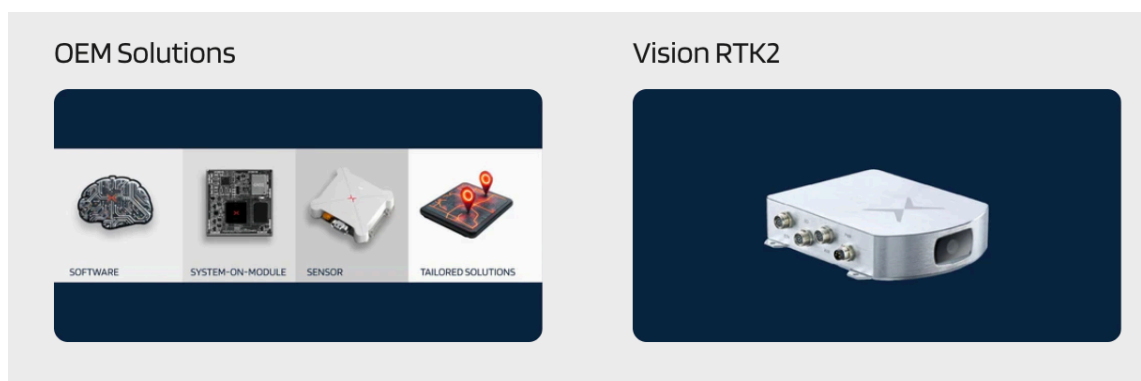 OEM Solutions
Vision RTK2
SOFTWARE
SYSTEM-ON-MODULE
SENSOR
TAILORED SOLUTIONS